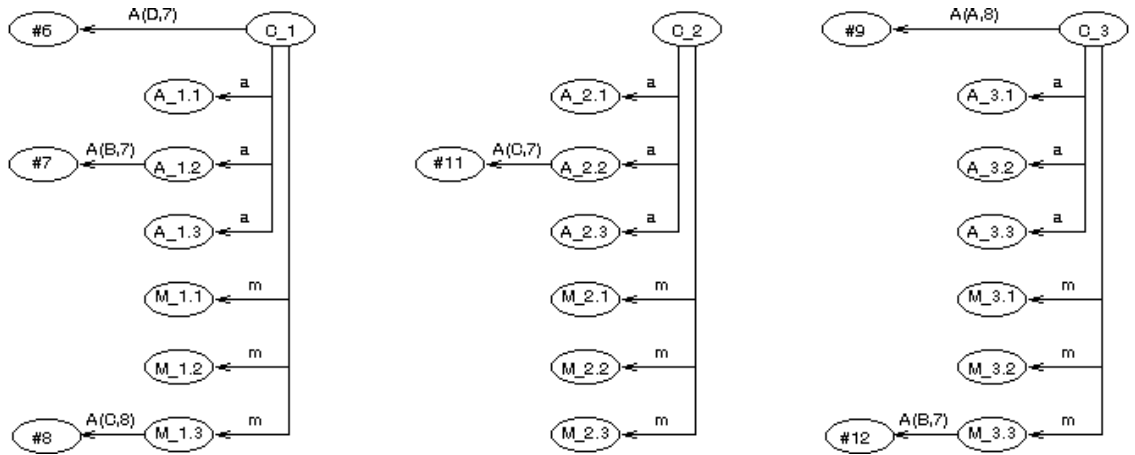 A(D,7) A(A,8)
#6 C_1 C_2 #9 C_3
a a a
A_1.1 A_2.1 A_3.1
A(B,7) a A(C,7) a a
#7 A_1.2 #11 A_2.2 A_3.2
a a a
A_1.3 A_2.3 A_3.3
m m m
M_1.1 M_2.1 M_3.1
m m m
M_1.2 M_2.2 M_3.2
A(C,8) m m A(B,7) m
#8 M_1.3 M_2.3 #12 M_3.3